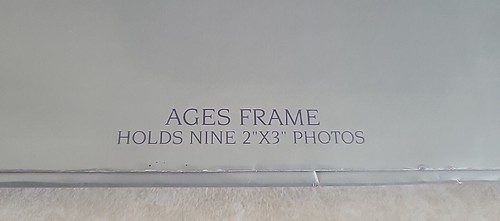 AGES FRAME
HOLDS NINE 2"X3" PHOTOS